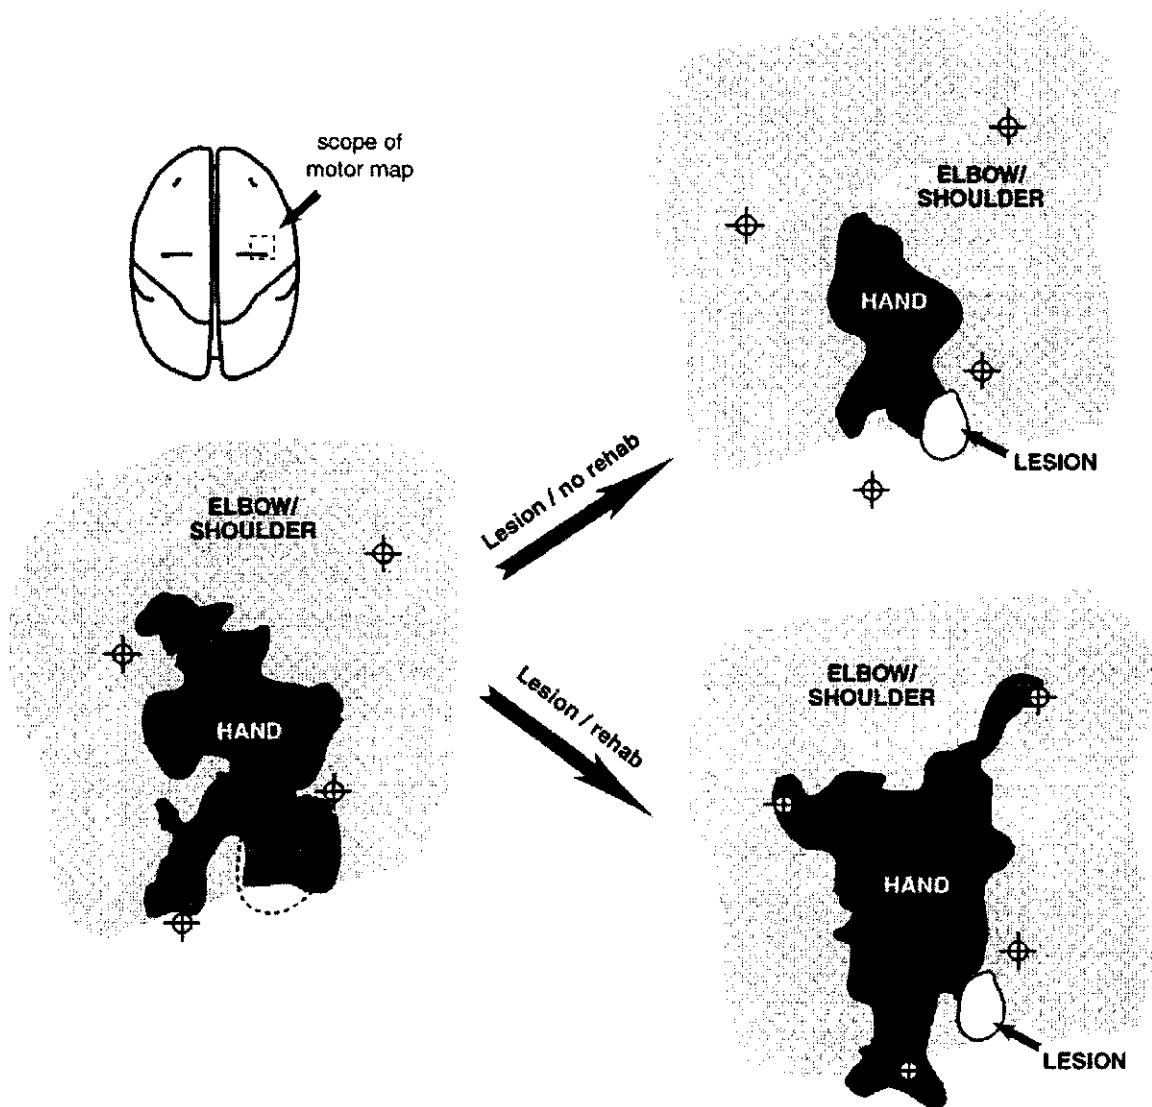 scope of
motor map
ELBOW/
SHOULDER
HAND
LESION
Lesion / no rehab
ELBOW/
SHOULDER
HAND
Lesion / rehab
ELBOW/
SHOULDER
HAND
LESION